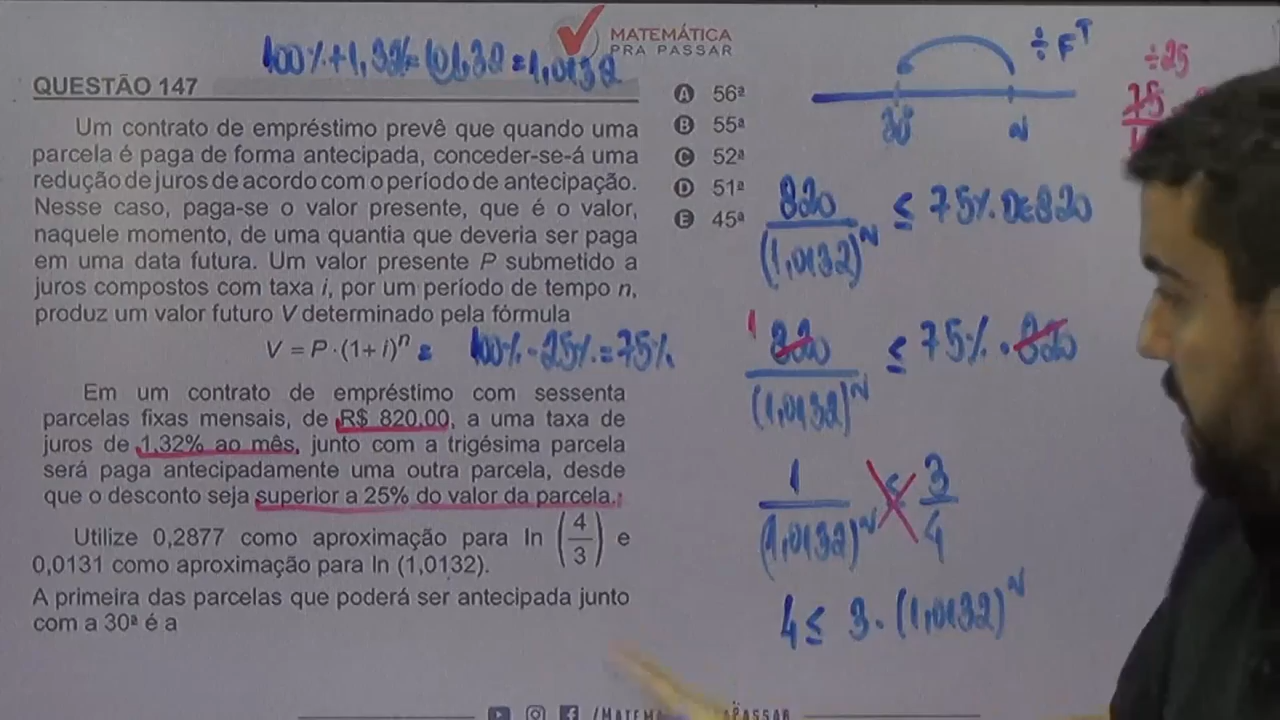 MATEMÁTICA
PRA PASSAR
100% + 1,32% = 101,32 = 1,0132
QUESTÃO 147
Um contrato de empréstimo prevê que quando uma
parcela é paga de forma antecipada, conceder-se-á uma
redução de juros de acordo com o período de antecipação.
Nesse caso, paga-se o valor presente, que é o valor,
naquele momento, de uma quantia que deveria ser paga
em uma data futura. Um valor presente P submetido a
juros compostos com taxa i, por um período de tempo n,
produz um valor futuro V determinado pela fórmula
V = P·(1+i)ⁿ
100% - 25% = 75%
Em um contrato de empréstimo com sessenta
parcelas fixas mensais, de R$ 820,00, a uma taxa de
juros de 1,32% ao mês, junto com a trigésima parcela
será paga antecipadamente uma outra parcela, desde
que o desconto seja superior a 25% do valor da parcela.
Utilize 0,2877 como aproximação para ln (4/3) e
0,0131 como aproximação para ln (1,0132).
A primeira das parcelas que poderá ser antecipada junto
com a 30ª é a
A 56ª
B 55ª
C 52ª
D 51ª
E 45ª
÷ F^T
30ª N
÷25
75
820/(1,0132)^N ≤ 75% DE 820
1
820/(1,0132)^N ≤ 75% . 820
1/(1,0132)^N ≤ 3/4
4 ≤ 3 . (1,0132)^N